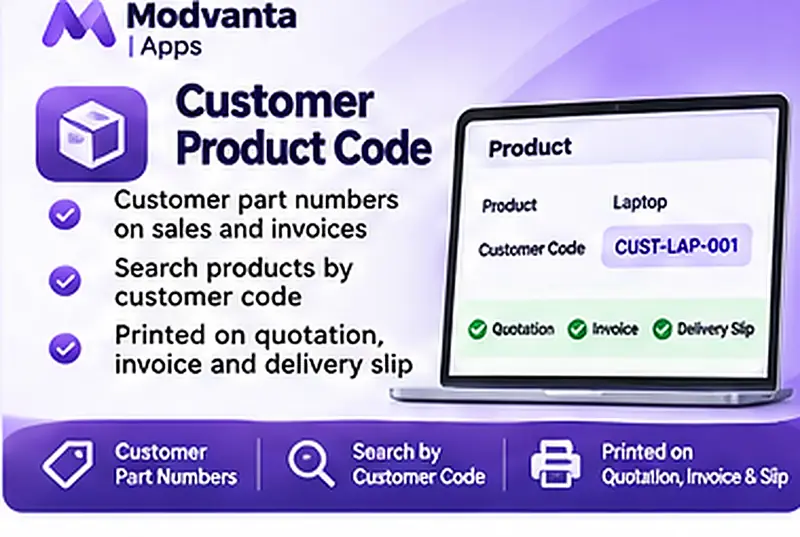 Modvanta
| Apps
Customer
Product Code
Customer part numbers
on sales and invoices
Search products by
customer code
Printed on quotation,
invoice and delivery slip
Product
Product Laptop
Customer Code CUST-LAP-001
Quotation Invoice Delivery Slip
Customer
Part Numbers
Search by
Customer Code
Printed on
Quotation, Invoice & Slip